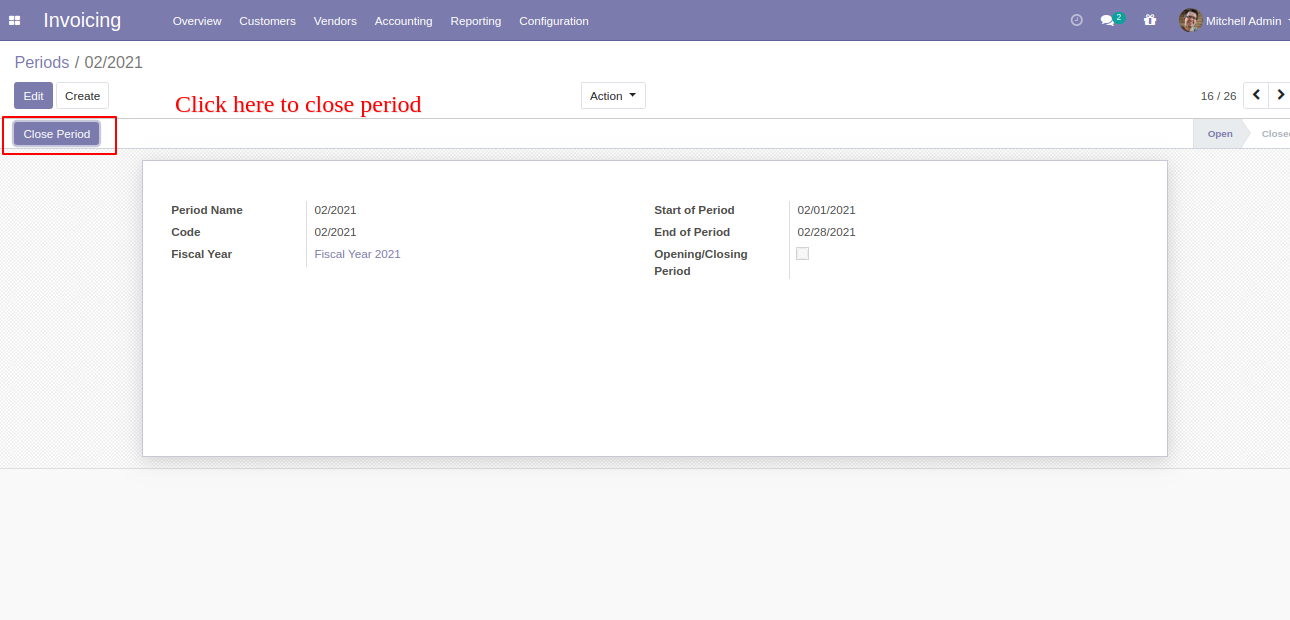 Invoicing Overview Customers Vendors Accounting Reporting Configuration 2 Mitchell Admin
Periods / 02/2021
Edit Create Action 16 / 26
Click here to close period
Close Period Open Close
Period Name 02/2021 Start of Period 02/01/2021
Code 02/2021 End of Period 02/28/2021
Fiscal Year Fiscal Year 2021 Opening/Closing
Period